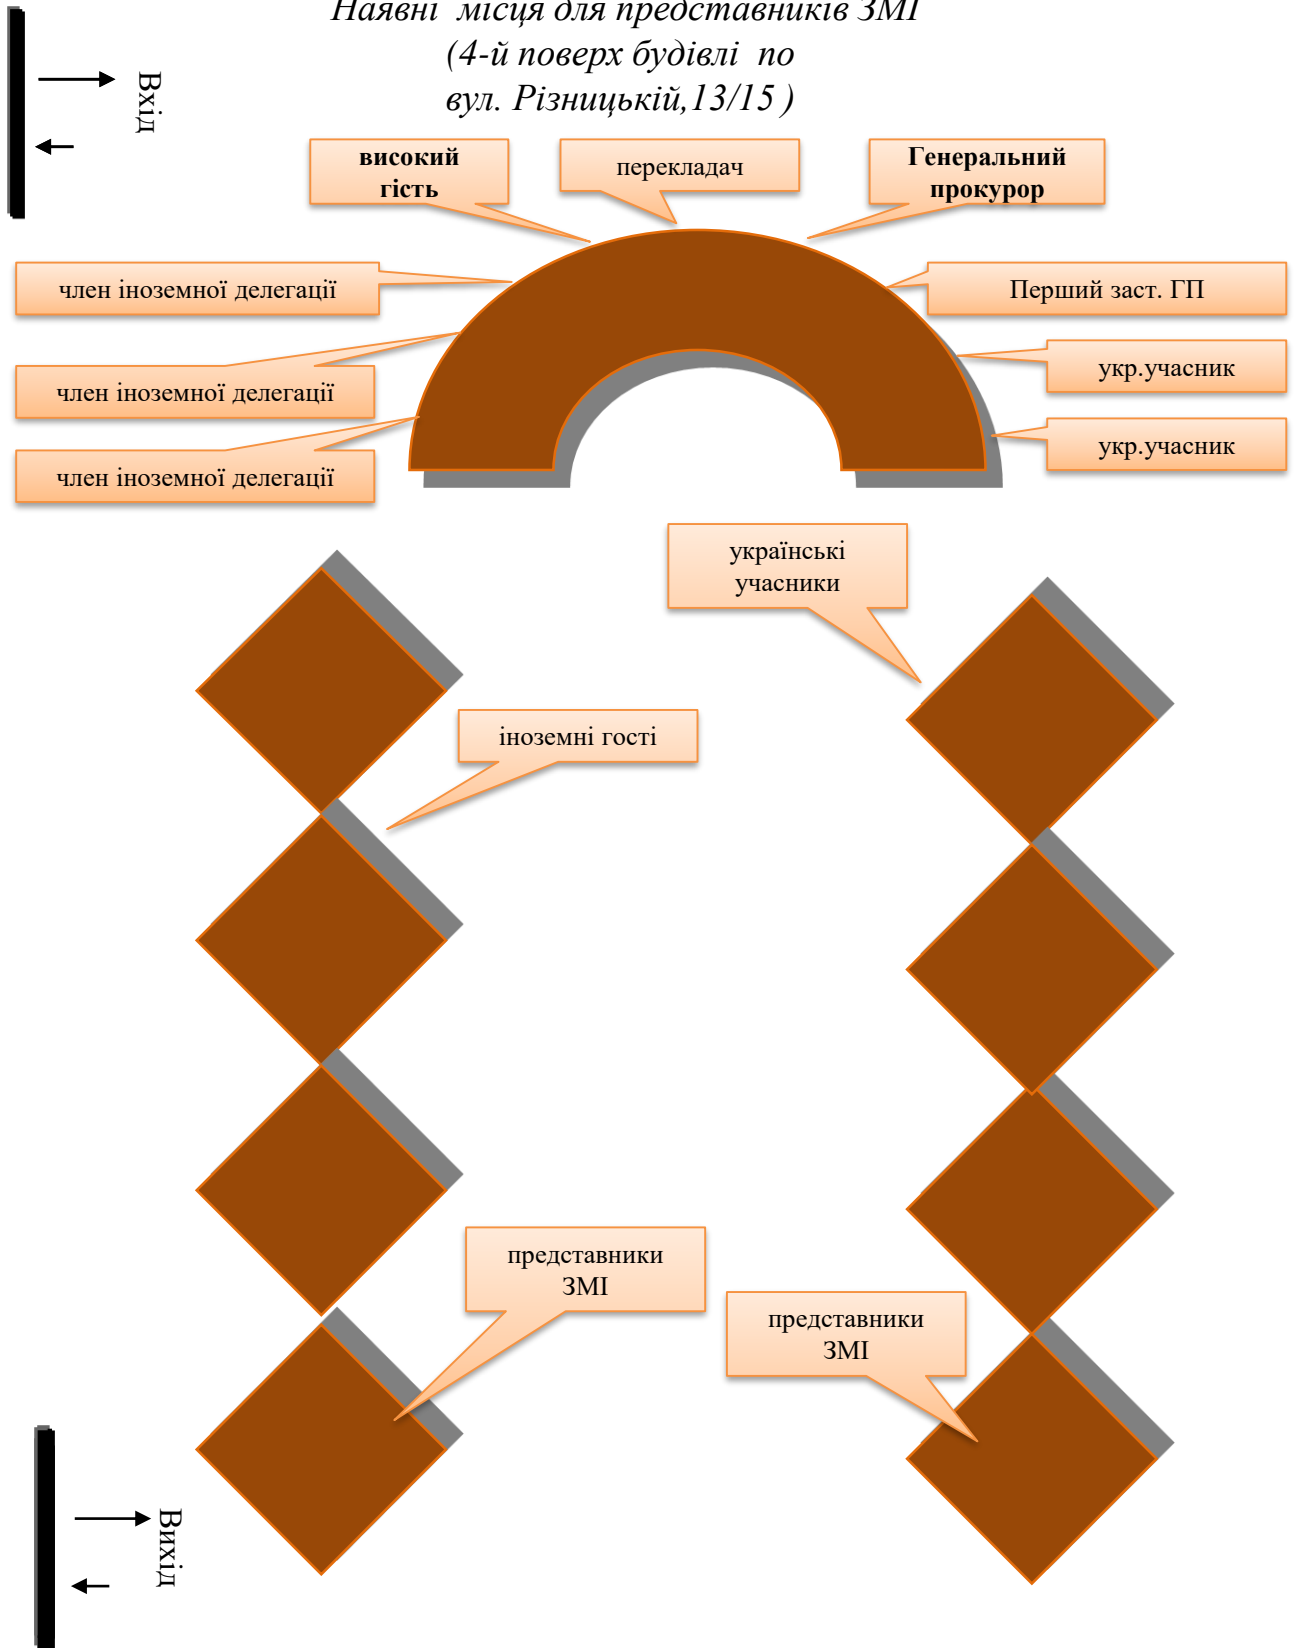 Наявні місця для представників ЗМІ
(4-й поверх будівлі по
вул. Різницькій,13/15 )
Вхід
високий
гість
перекладач
Генеральний
прокурор
член іноземної делегації
Перший заст. ГП
член іноземної делегації
укр.учасник
член іноземної делегації
укр.учасник
українські
учасники
іноземні гості
представники
ЗМІ
представники
ЗМІ
Вихід